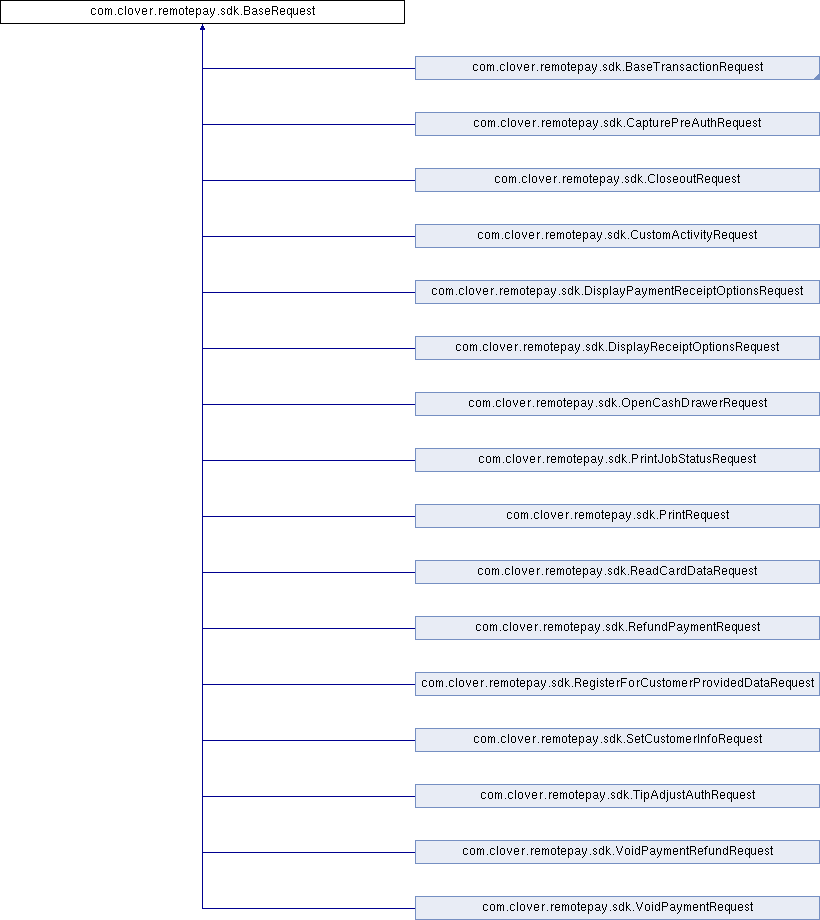 com.clover.remotepay.sdk.BaseRequest
com.clover.remotepay.sdk.BaseTransactionRequest
com.clover.remotepay.sdk.CapturePreAuthRequest
com.clover.remotepay.sdk.CloseoutRequest
com.clover.remotepay.sdk.CustomActivityRequest
com.clover.remotepay.sdk.DisplayPaymentReceiptOptionsRequest
com.clover.remotepay.sdk.DisplayReceiptOptionsRequest
com.clover.remotepay.sdk.OpenCashDrawerRequest
com.clover.remotepay.sdk.PrintJobStatusRequest
com.clover.remotepay.sdk.PrintRequest
com.clover.remotepay.sdk.ReadCardDataRequest
com.clover.remotepay.sdk.RefundPaymentRequest
com.clover.remotepay.sdk.RegisterForCustomerProvidedDataRequest
com.clover.remotepay.sdk.SetCustomerInfoRequest
com.clover.remotepay.sdk.TipAdjustAuthRequest
com.clover.remotepay.sdk.VoidPaymentRefundRequest
com.clover.remotepay.sdk.VoidPaymentRequest